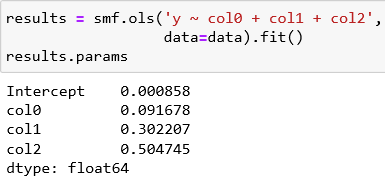 results = smf.ols('y ~ col0 + col1 + col2',
                  data=data).fit()
results.params
Intercept    0.000858
col0         0.091678
col1         0.302207
col2         0.504745
dtype: float64